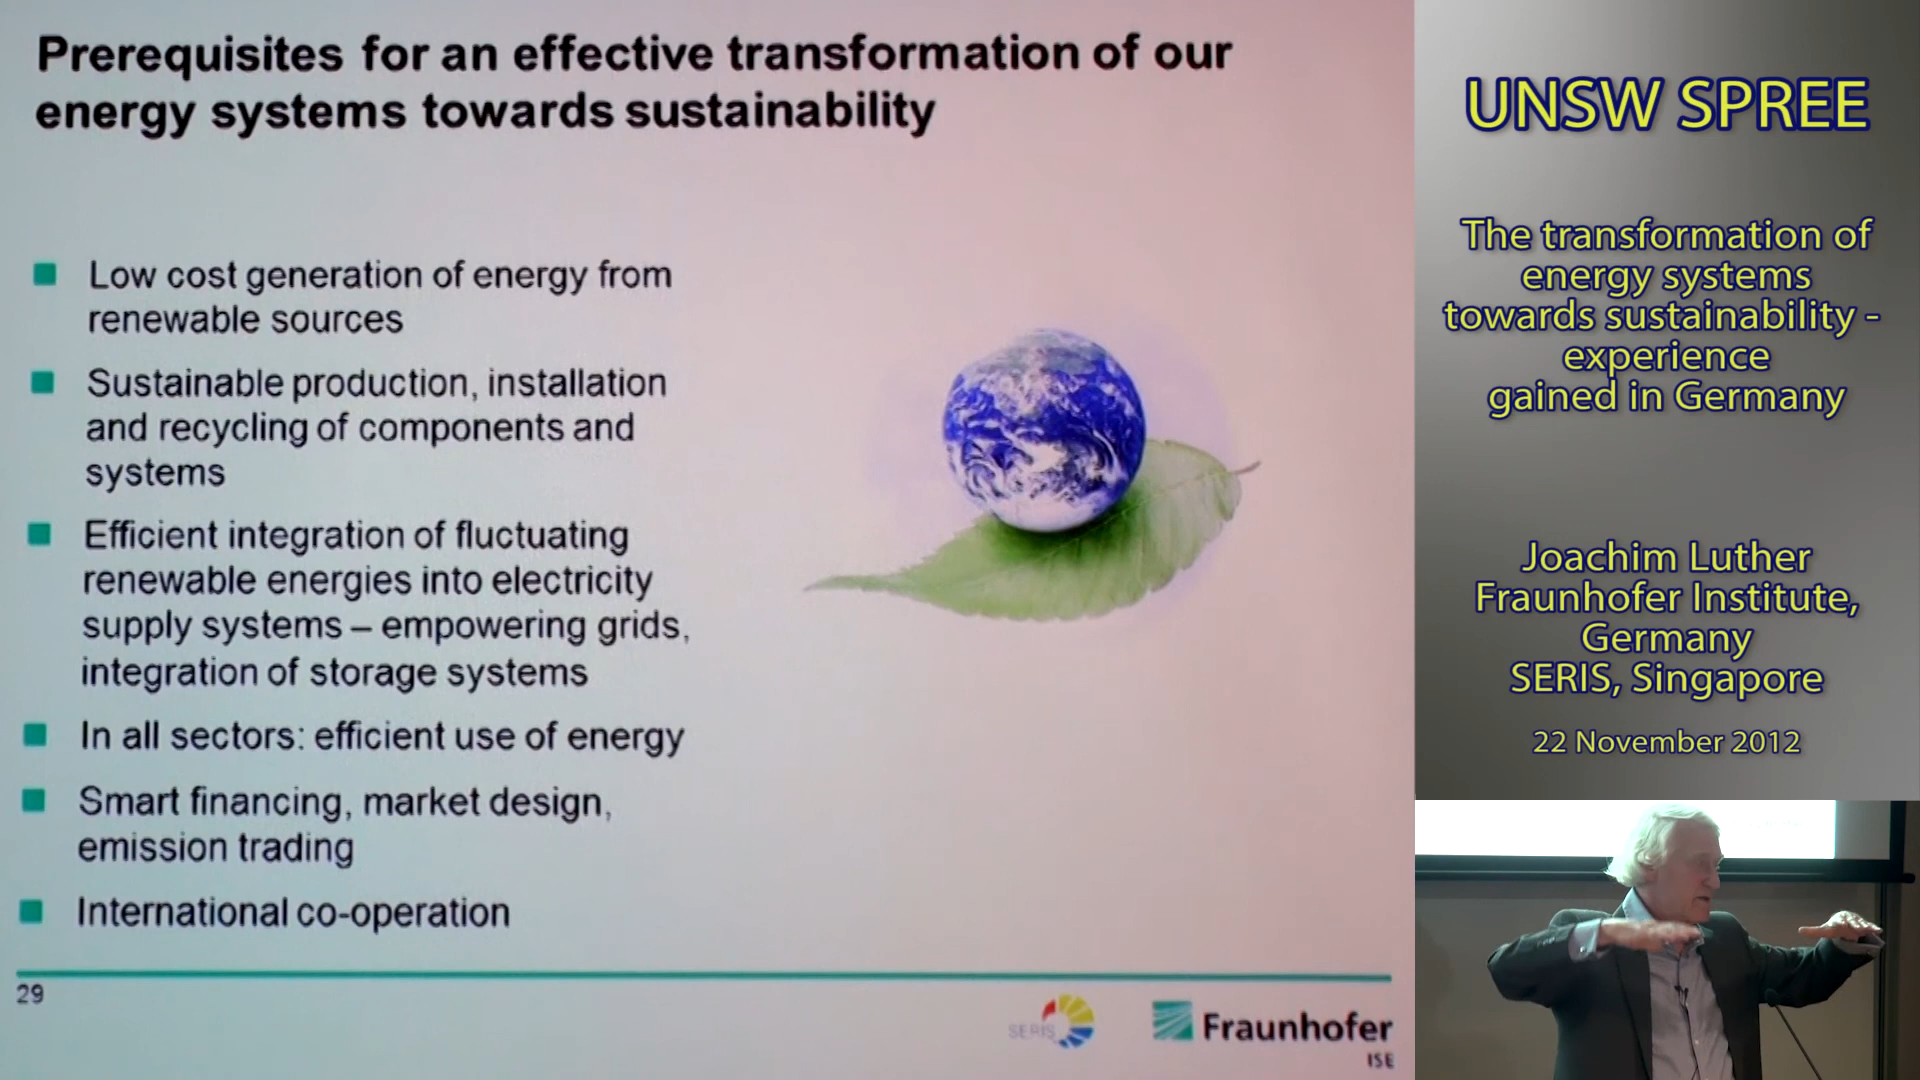 Prerequisites for an effective transformation of our
energy systems towards sustainability
Low cost generation of energy from
renewable sources
Sustainable production, installation
and recycling of components and
systems
Efficient integration of fluctuating
renewable energies into electricity
supply systems – empowering grids,
integration of storage systems
In all sectors: efficient use of energy
Smart financing, market design,
emission trading
International co-operation
29
SERIS
Fraunhofer
ISE
UNSW SPREE
The transformation of
energy systems
towards sustainability -
experience
gained in Germany
Joachim Luther
Fraunhofer Institute,
Germany
SERIS, Singapore
22 November 2012